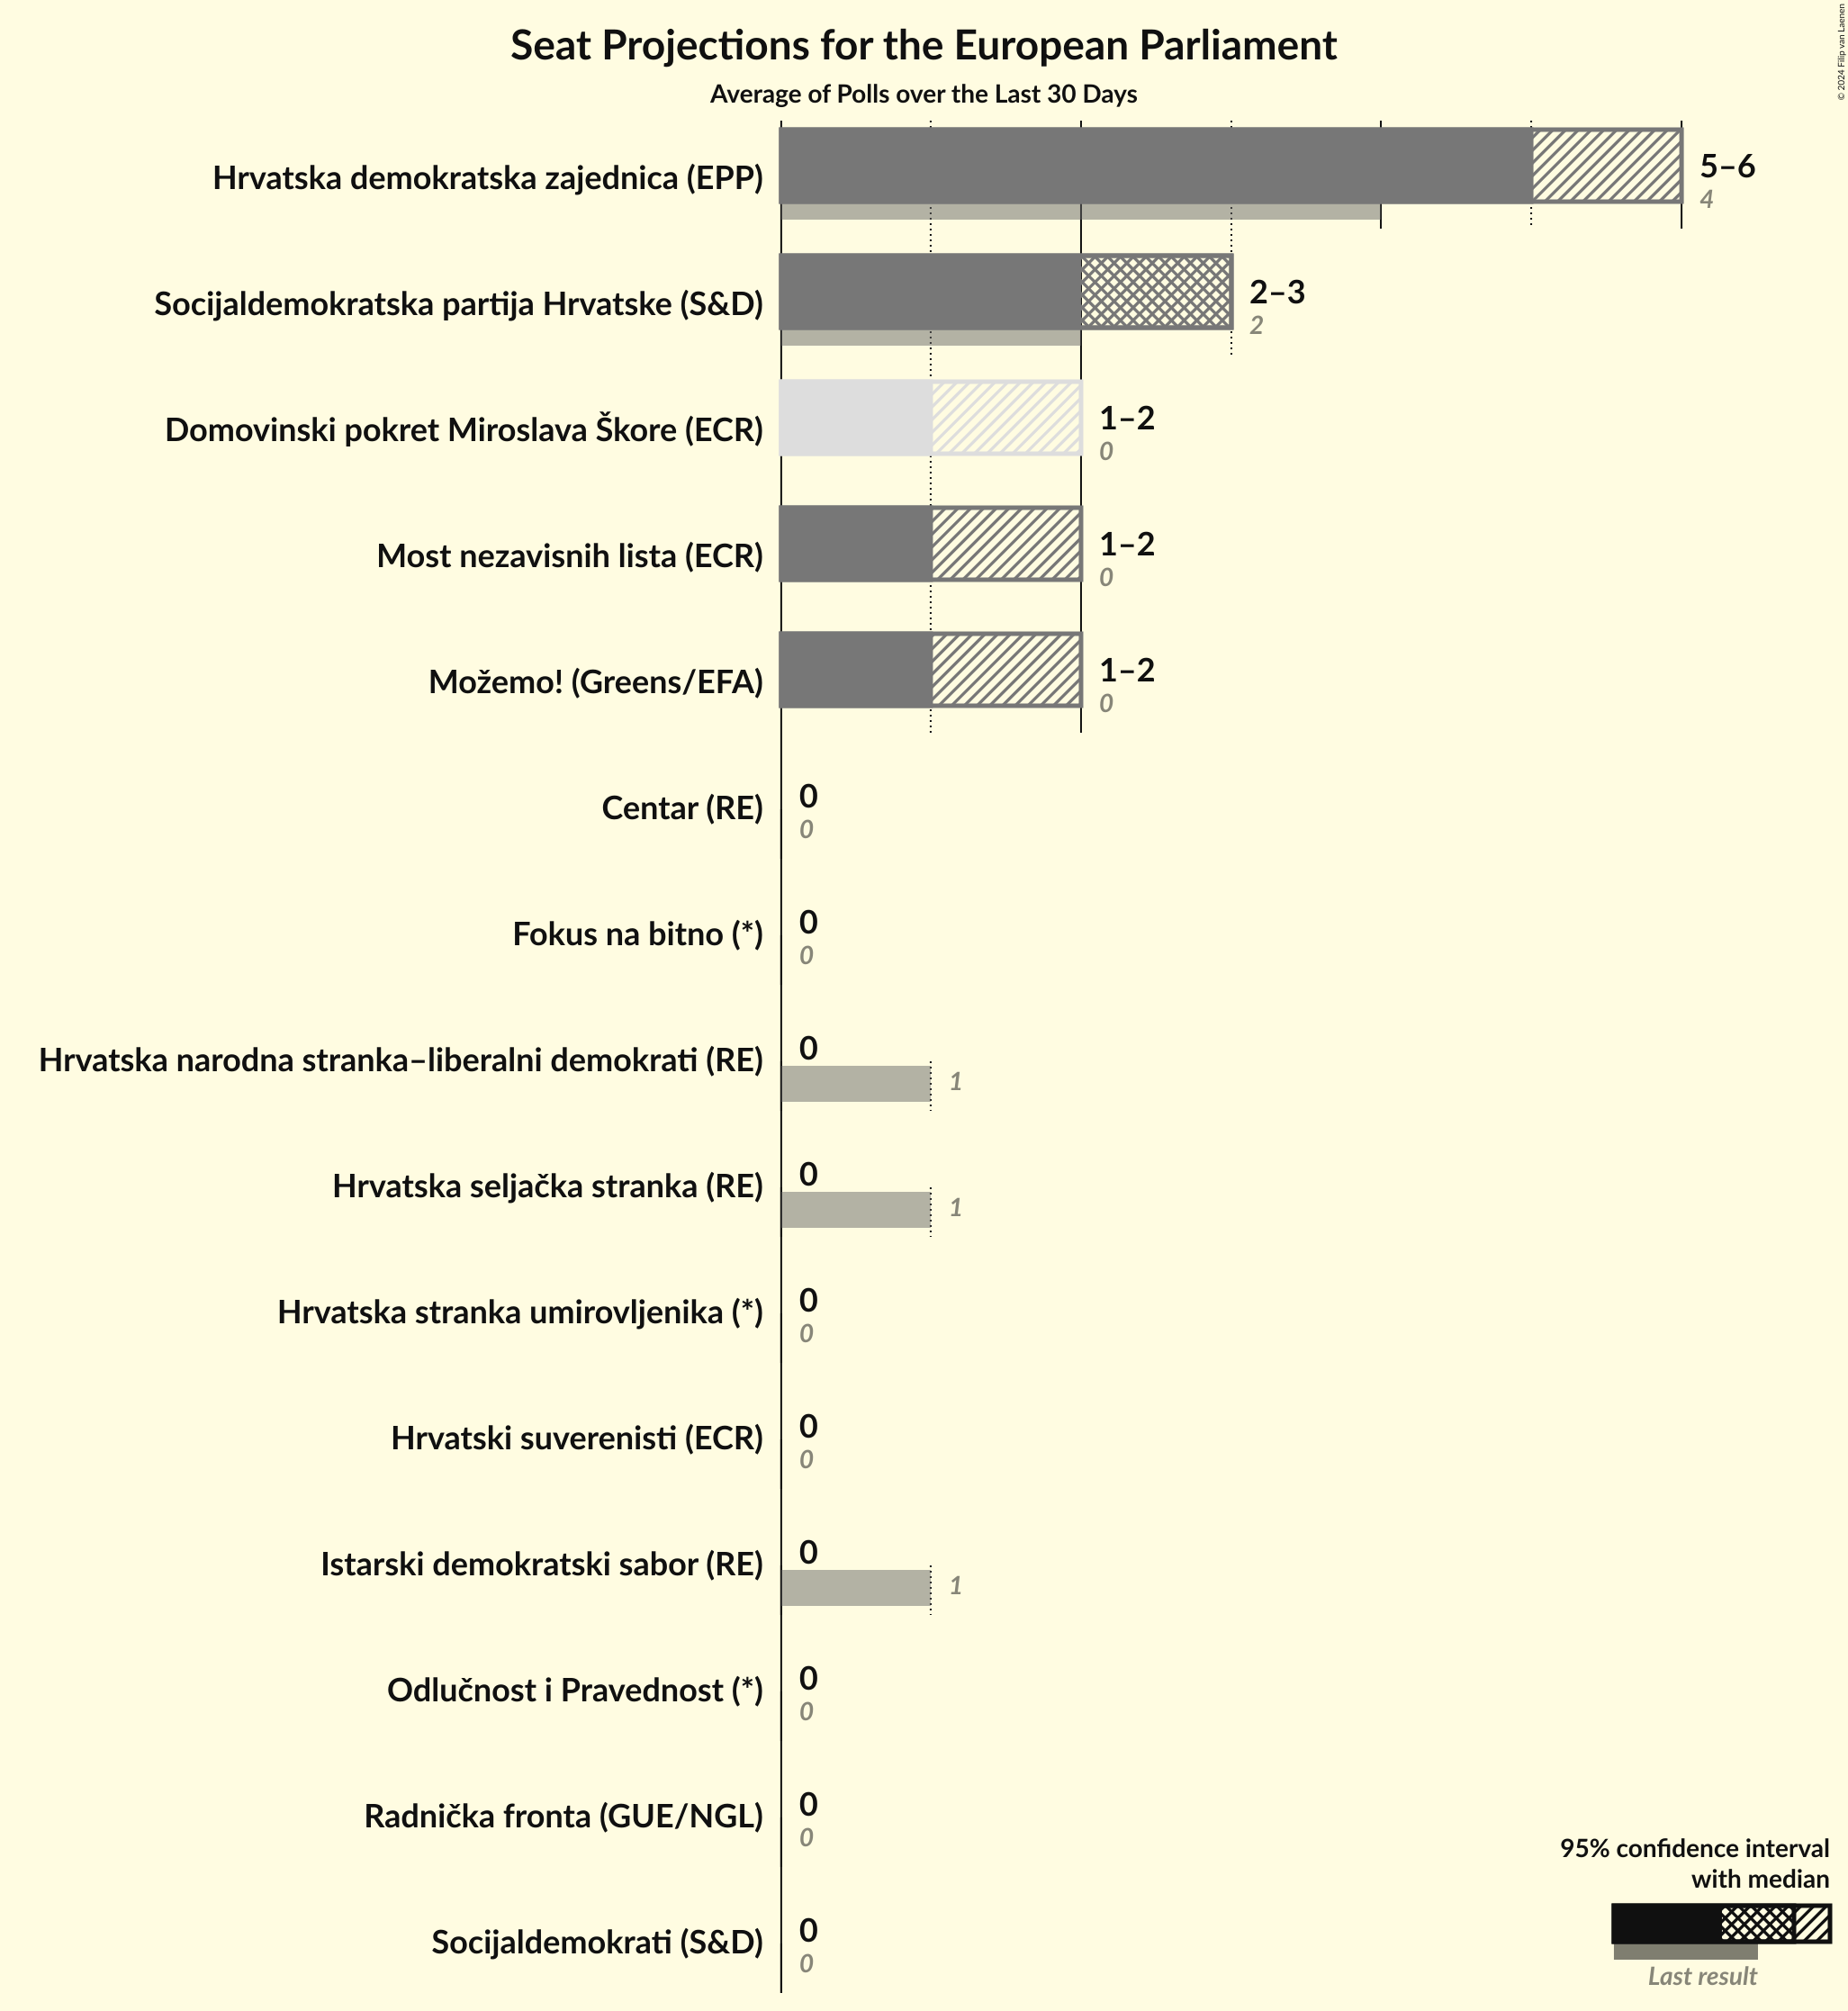 Seat Projections for the European Parliament
Average of Polls over the Last 30 Days
© 2024 Filip van Laenen
Hrvatska demokratska zajednica (EPP)
5–6
4
Socijaldemokratska partija Hrvatske (S&D)
2–3
2
Domovinski pokret Miroslava Škore (ECR)
1–2
0
Most nezavisnih lista (ECR)
1–2
0
Možemo! (Greens/EFA)
1–2
0
Centar (RE)
0
0
Fokus na bitno (*)
0
0
Hrvatska narodna stranka–liberalni demokrati (RE)
0
1
Hrvatska seljačka stranka (RE)
0
1
Hrvatska stranka umirovljenika (*)
0
0
Hrvatski suverenisti (ECR)
0
0
Istarski demokratski sabor (RE)
0
1
Odlučnost i Pravednost (*)
0
0
Radnička fronta (GUE/NGL)
0
0
Socijaldemokrati (S&D)
0
0
95% confidence interval
with median
Last result